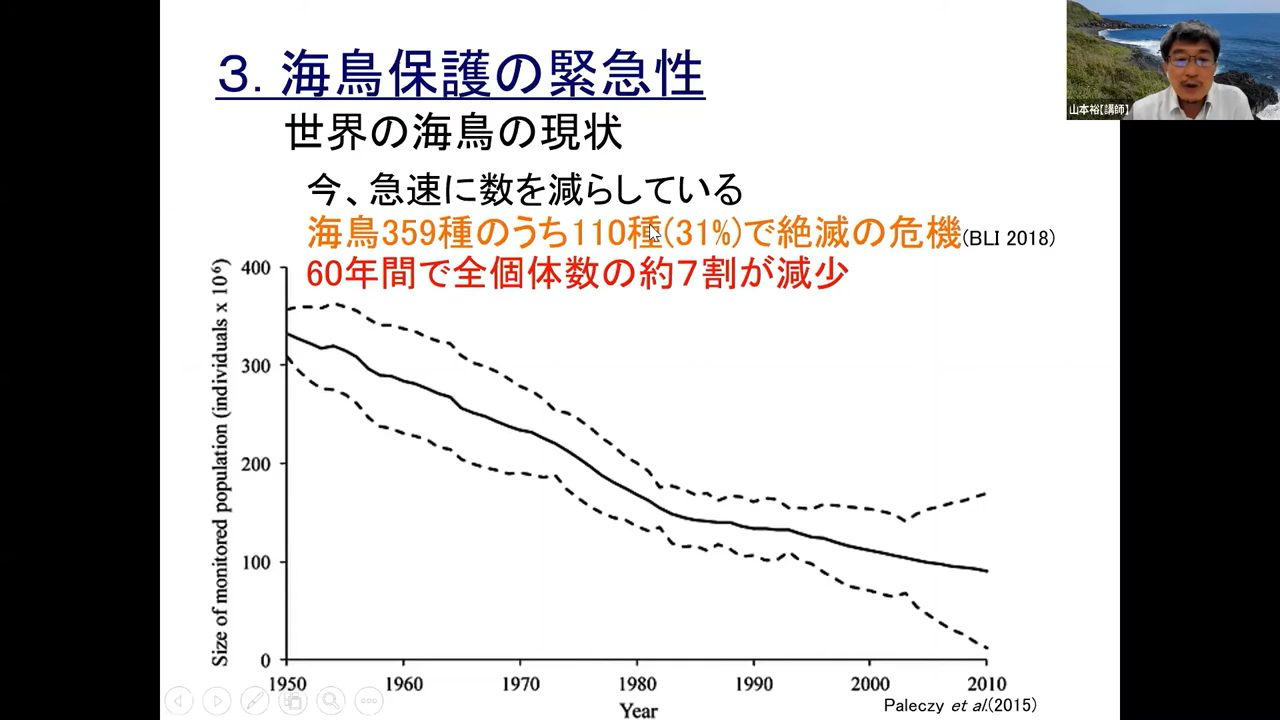 3. 海鳥保護の緊急性
世界の海鳥の現状
今、急速に数を減らしている
海鳥359種のうち110種(31%)で絶滅の危機(BLI 2018)
60年間で全個体数の約7割が減少
山本裕【講師】
Size of monitored population (individuals x 10⁶)
400
300
200
100
0
1950 1960 1970 1980 1990 2000 2010
Year
Paleczy et al.(2015)